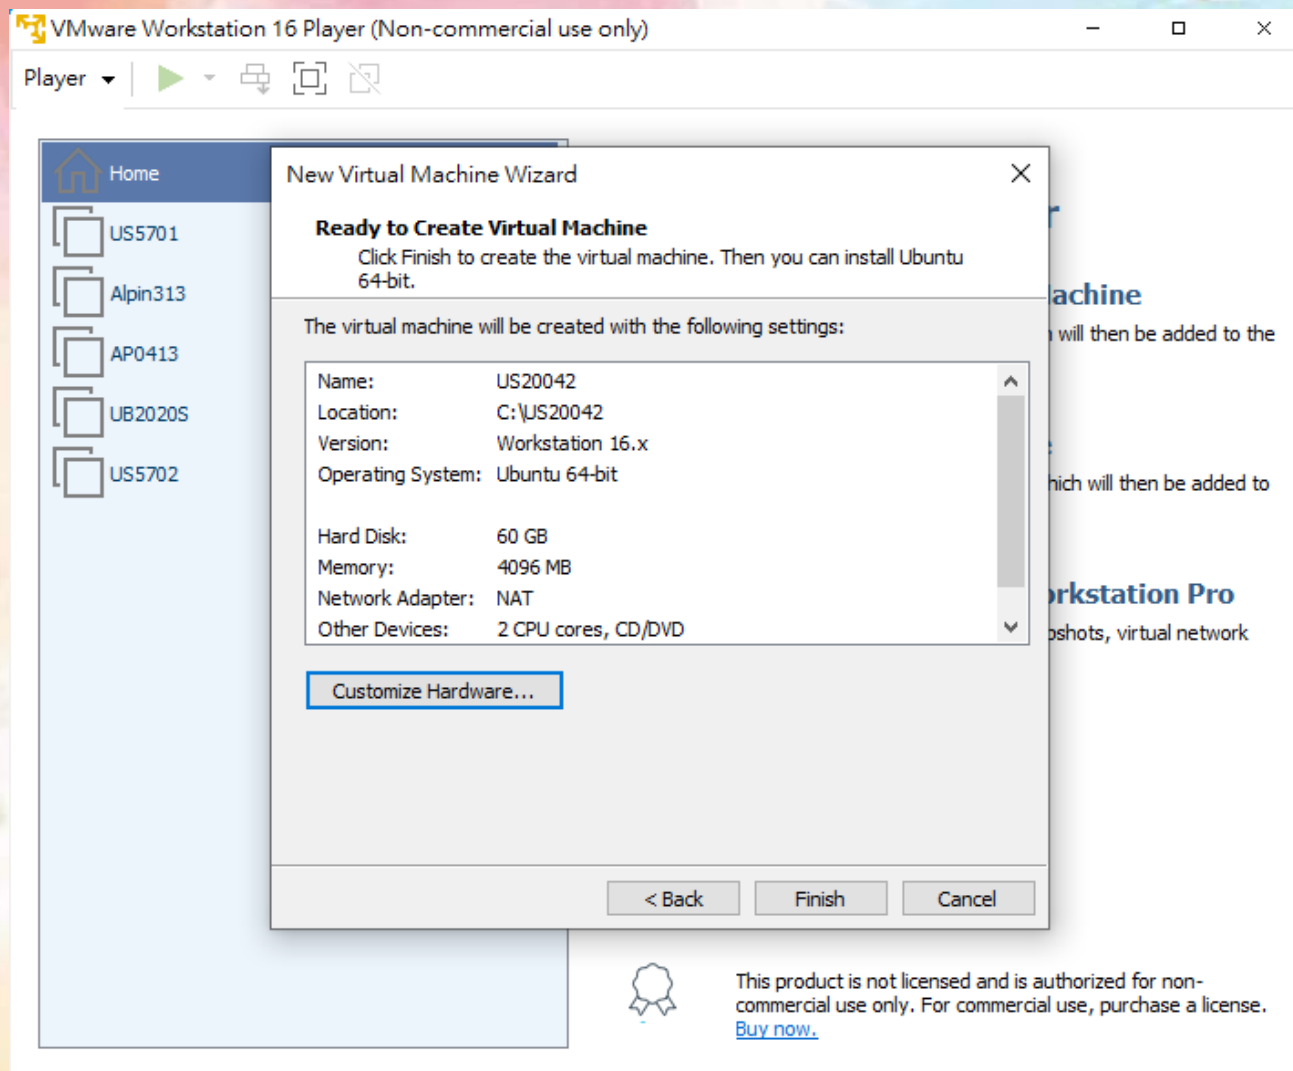 VMware Workstation 16 Player (Non-commercial use only)
Player
Home
US5701
Alpin313
AP0413
UB2020S
US5702
New Virtual Machine Wizard
Ready to Create Virtual Machine
Click Finish to create the virtual machine. Then you can install Ubuntu
64-bit.
The virtual machine will be created with the following settings:
Name: US20042
Location: C:\US20042
Version: Workstation 16.x
Operating System: Ubuntu 64-bit
Hard Disk: 60 GB
Memory: 4096 MB
Network Adapter: NAT
Other Devices: 2 CPU cores, CD/DVD
Customize Hardware...
< Back Finish Cancel
r
achine
will then be added to the
hich will then be added to
rkstation Pro
pshots, virtual network
This product is not licensed and is authorized for non-
commercial use only. For commercial use, purchase a license.
Buy now.